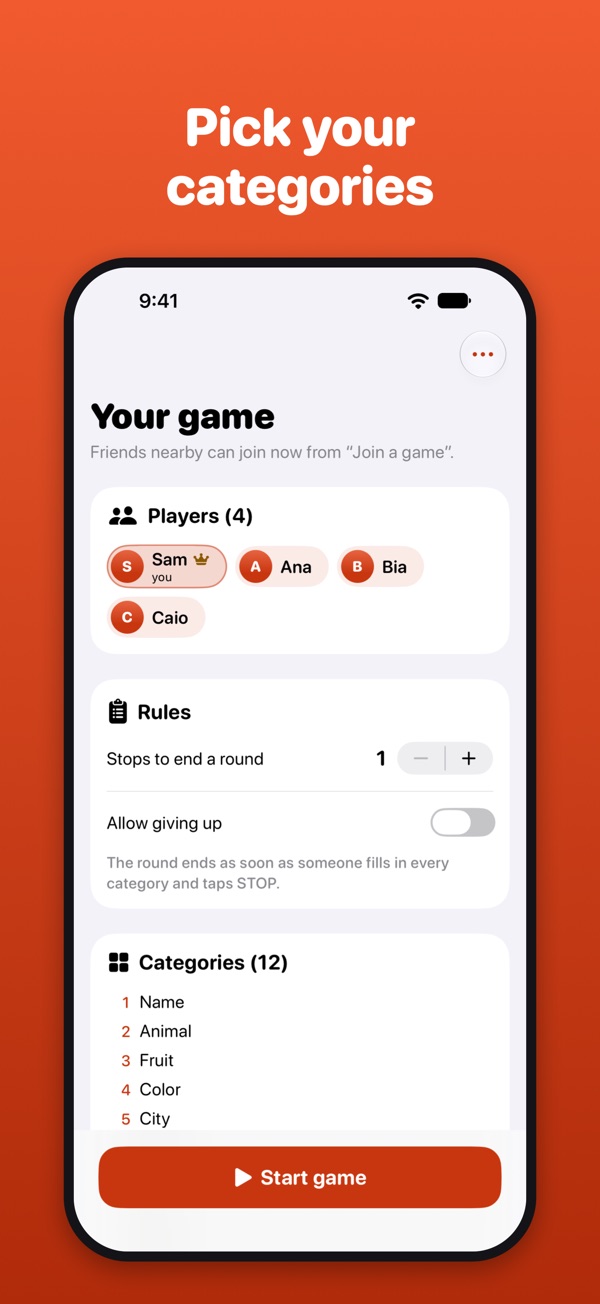 Pick your
categories
9:41
Your game
Friends nearby can join now from “Join a game”.
Players (4)
S Sam
you
A Ana
B Bia
C Caio
Rules
Stops to end a round 1 − +
Allow giving up
The round ends as soon as someone fills in every
category and taps STOP.
Categories (12)
1 Name
2 Animal
3 Fruit
4 Color
5 City
Start game